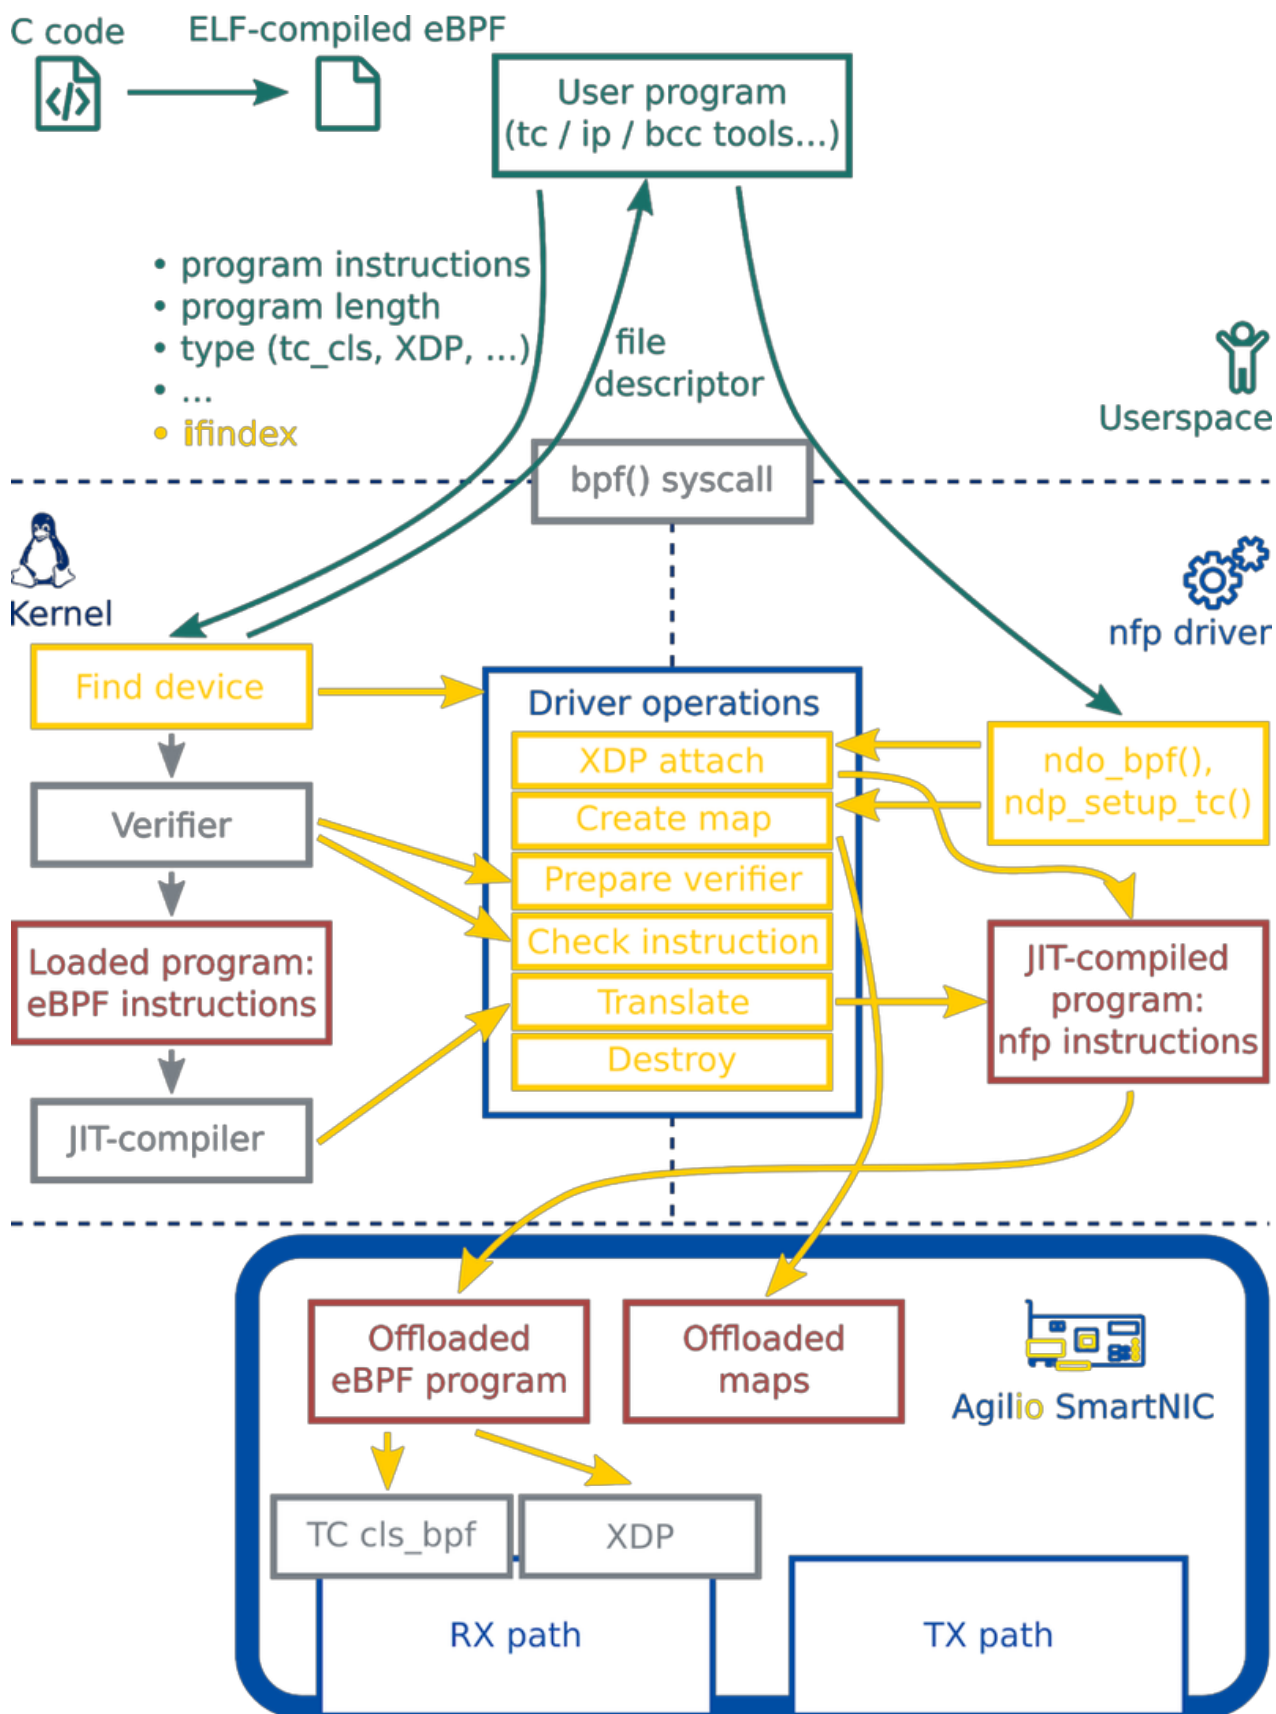 C code
ELF-compiled eBPF
User program
(tc / ip / bcc tools...)
• program instructions
• program length
• type (tc_cls, XDP, ...)
• ...
• ifindex
file
descriptor
Userspace
bpf() syscall
Kernel
nfp driver
Find device
Verifier
Loaded program:
eBPF instructions
JIT-compiler
Driver operations
XDP attach
Create map
Prepare verifier
Check instruction
Translate
Destroy
ndo_bpf(),
ndp_setup_tc()
JIT-compiled
program:
nfp instructions
Offloaded
eBPF program
Offloaded
maps
Agilio SmartNIC
TC cls_bpf
XDP
RX path
TX path